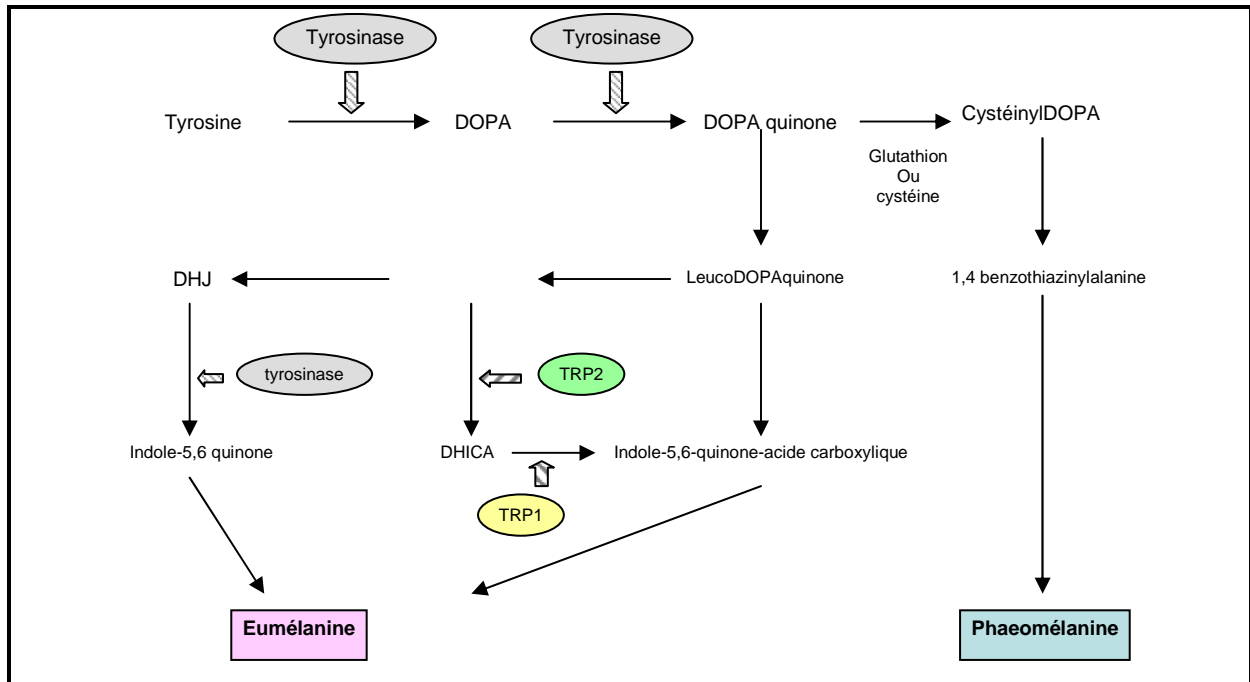 Tyrosinase
Tyrosinase
Tyrosine
DOPA
DOPA quinone
CystéinylDOPA
Glutathion
Ou
cystéine
DHJ
LeucoDOPAquinone
1,4 benzothiazinylalanine
tyrosinase
TRP2
Indole-5,6 quinone
DHICA
Indole-5,6-quinone-acide carboxylique
TRP1
Eumélanine
Phaeomélanine